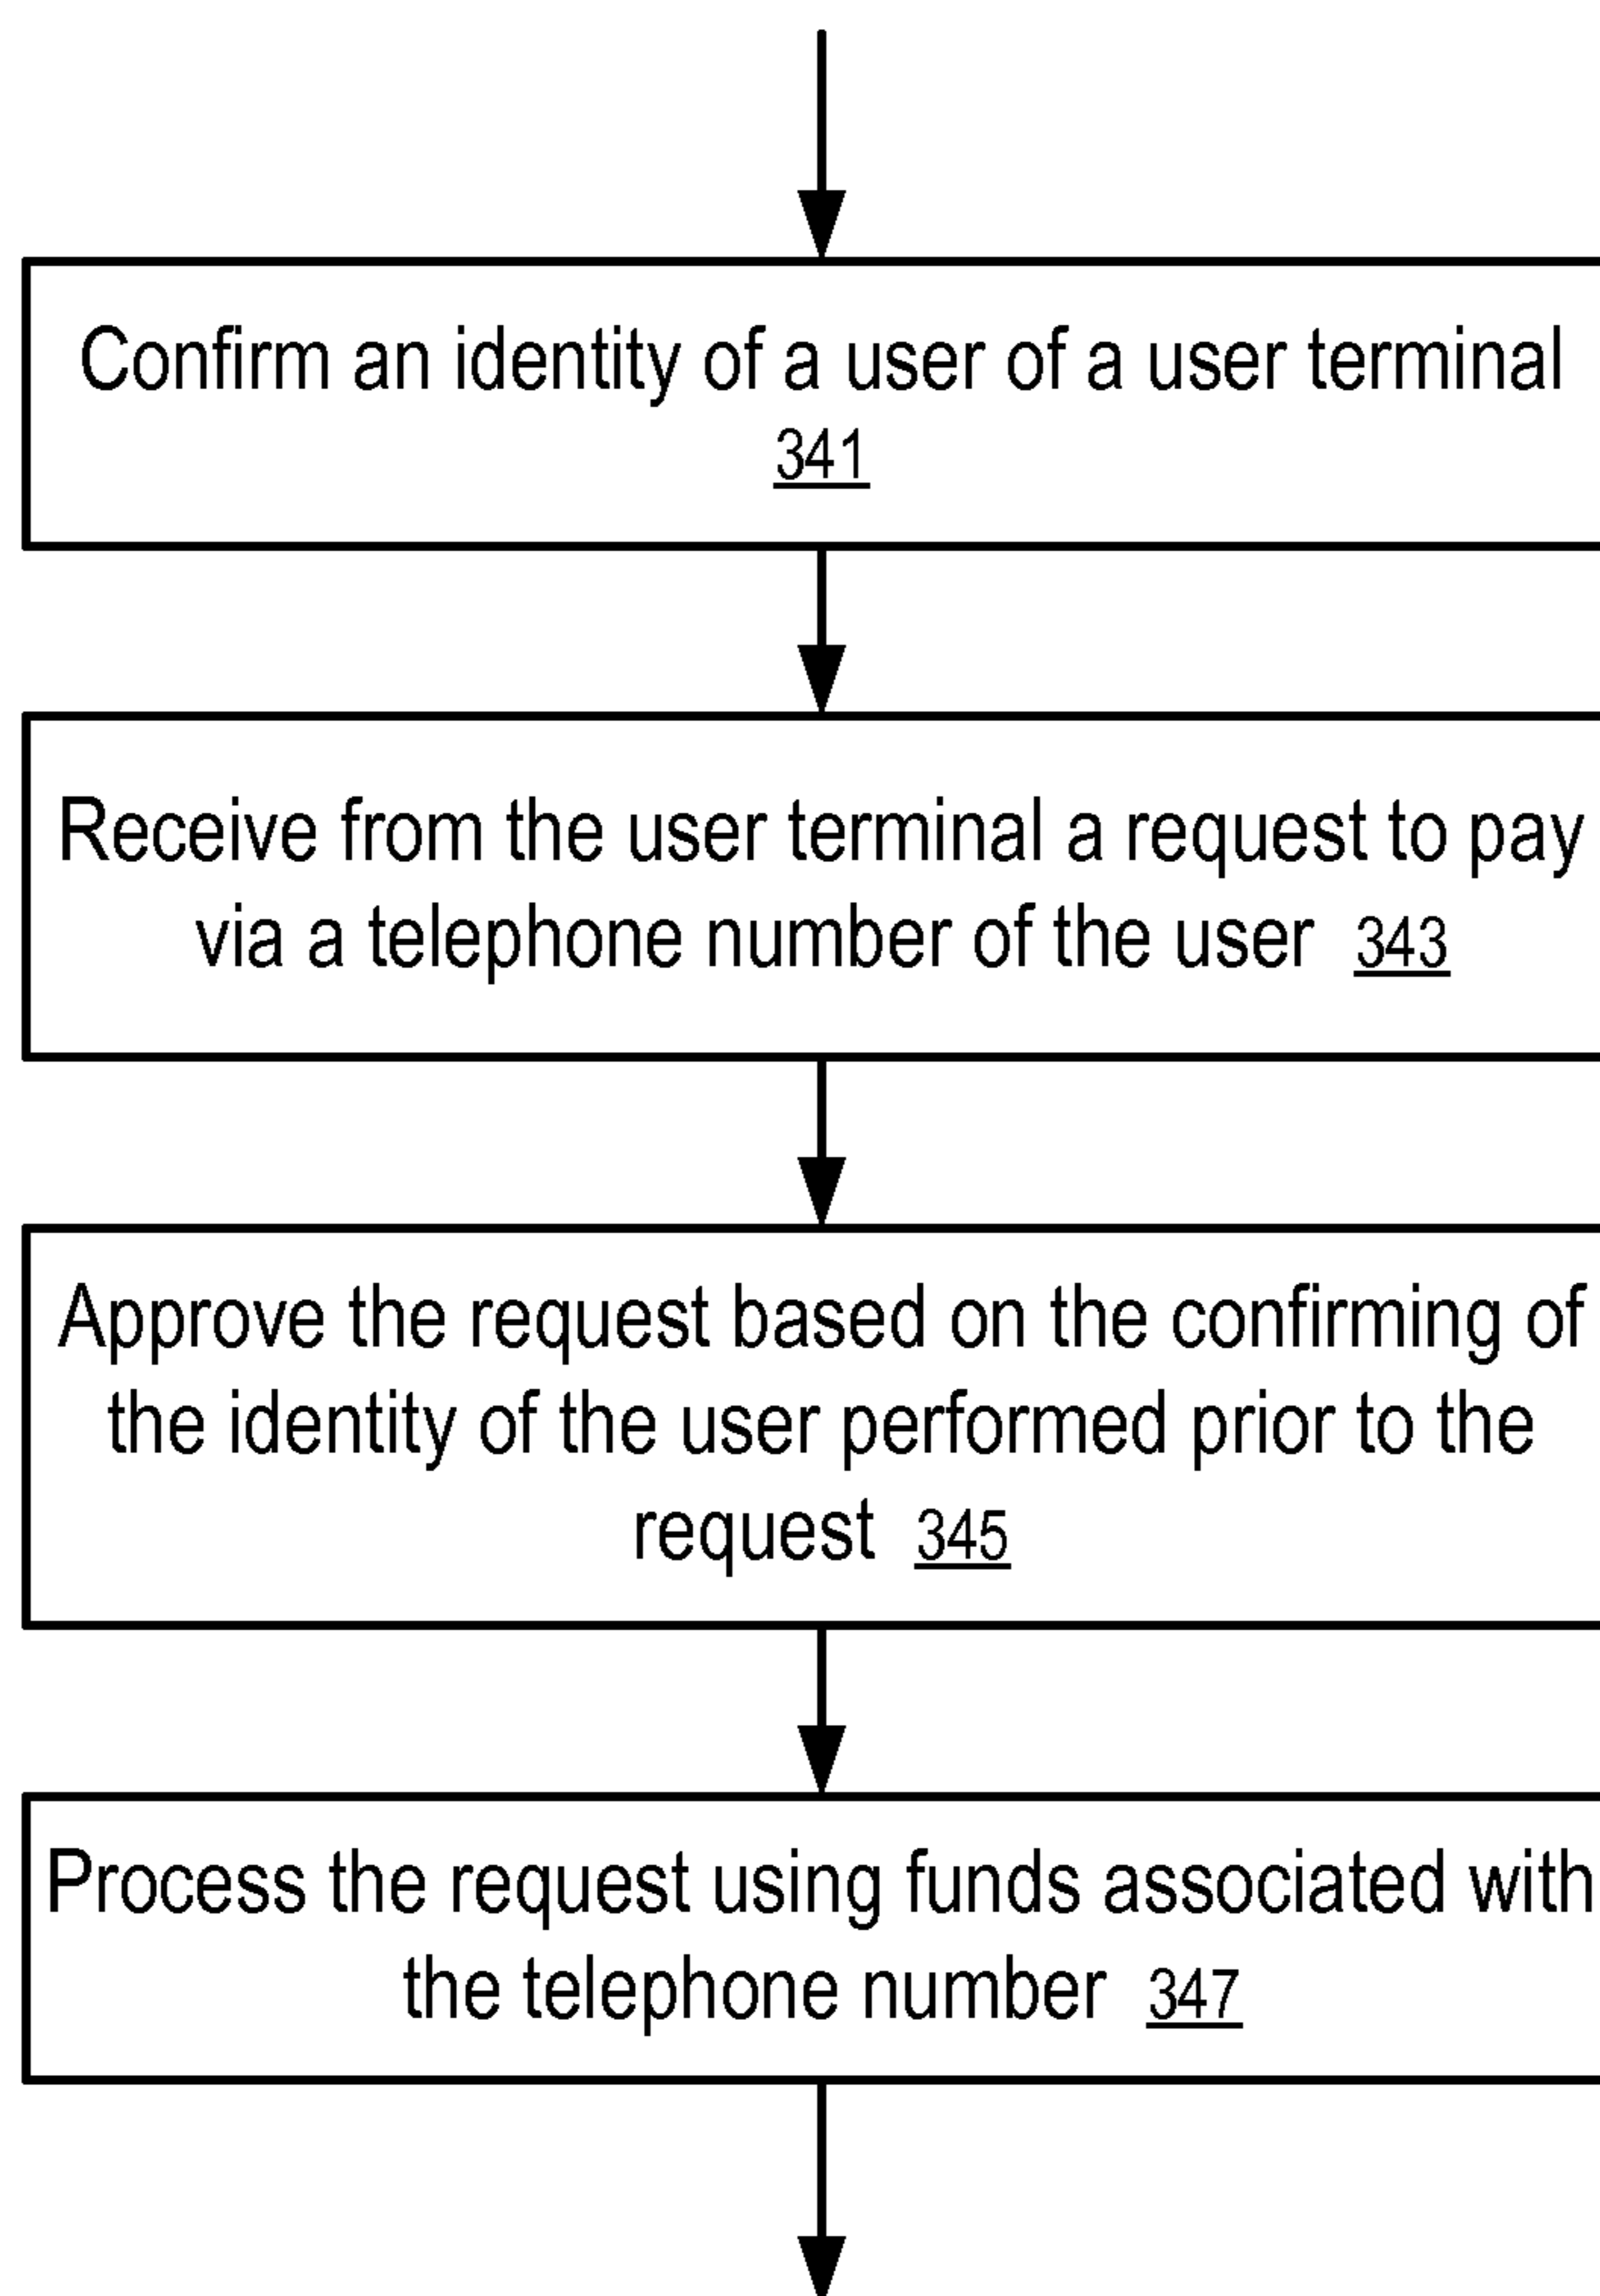 Confirm an identity of a user of a user terminal
341
Receive from the user terminal a request to pay
via a telephone number of the user 343
Approve the request based on the confirming of
the identity of the user performed prior to the
request 345
Process the request using funds associated with
the telephone number 347